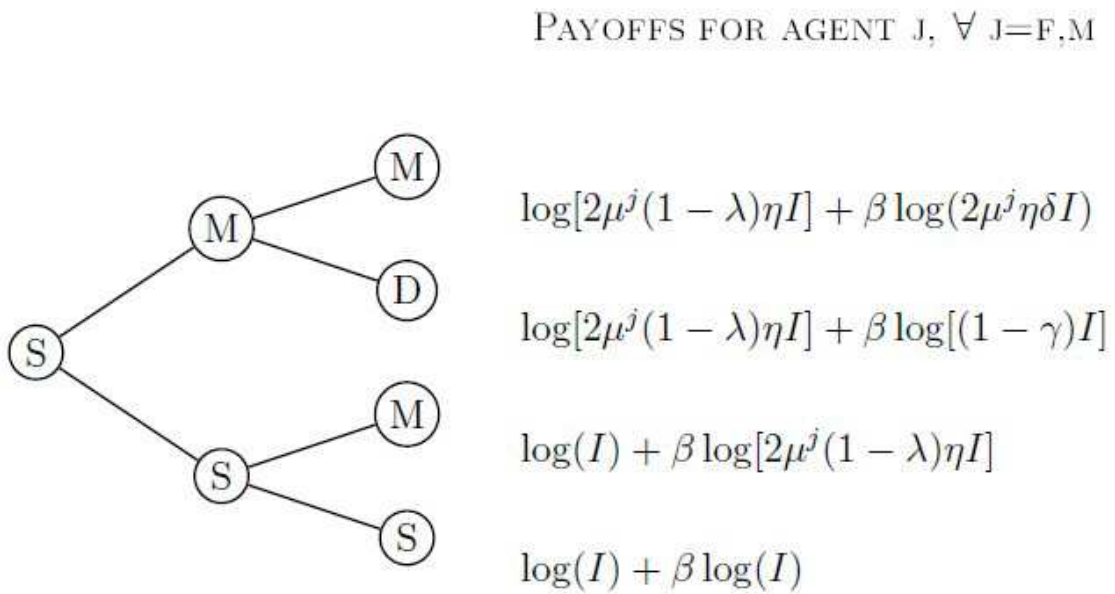 PAYOFFS FOR AGENT J, ∀ J=F,M
M
log[2μ^j(1 − λ)ηI] + β log(2μ^jηδI)
M
D
log[2μ^j(1 − λ)ηI] + β log[(1 − γ)I]
S
M
log(I) + β log[2μ^j(1 − λ)ηI]
S
S
log(I) + β log(I)